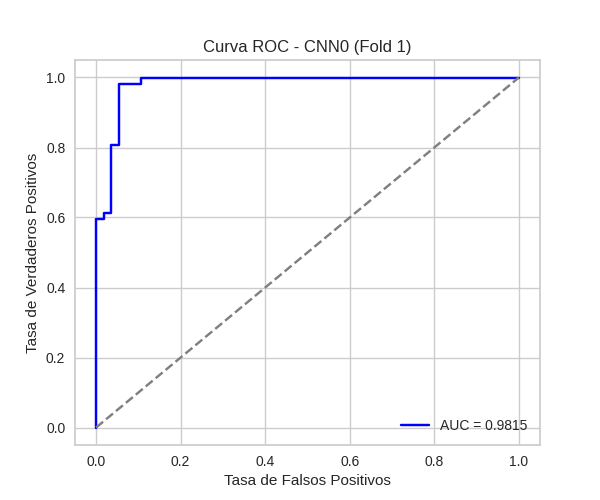 Curva ROC - CNN0 (Fold 1)
1.0
0.8
0.6
0.4
0.2
0.0
Tasa de Verdaderos Positivos
AUC = 0.9815
0.0 0.2 0.4 0.6 0.8 1.0
Tasa de Falsos Positivos